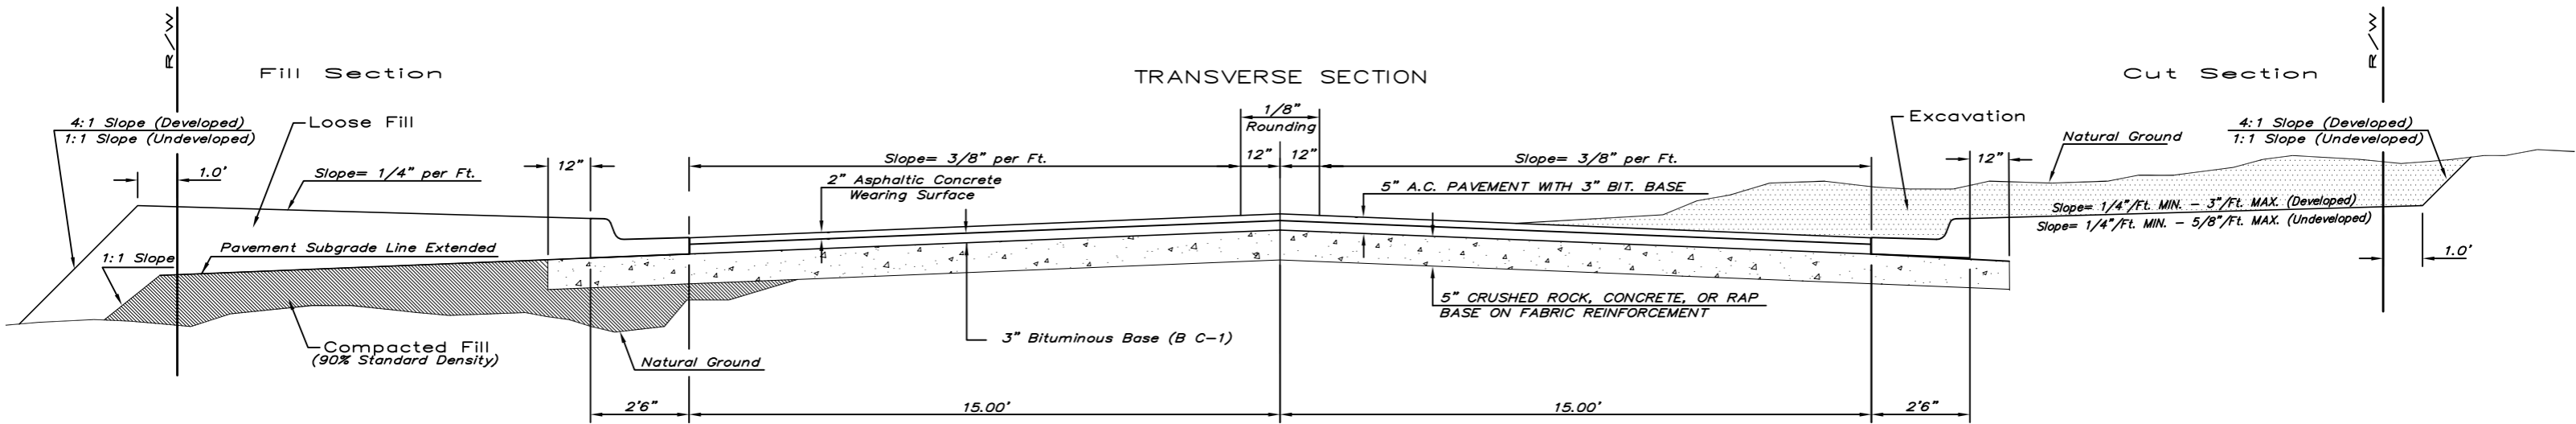 R/W
Fill Section
TRANSVERSE SECTION
Cut Section
R/W
4:1 Slope (Developed)
1:1 Slope (Undeveloped)
Loose Fill
1/8"
Rounding
Excavation
Natural Ground
4:1 Slope (Developed)
1:1 Slope (Undeveloped)
1.0'
Slope= 1/4" per Ft.
12"
Slope= 3/8" per Ft.
12"
12"
Slope= 3/8" per Ft.
12"
2" Asphaltic Concrete
Wearing Surface
5" A.C. PAVEMENT WITH 3" BIT. BASE
Slope= 1/4"/Ft. MIN. - 3"/Ft. MAX. (Developed)
Slope= 1/4"/Ft. MIN. - 5/8"/Ft. MAX. (Undeveloped)
Pavement Subgrade Line Extended
1:1 Slope
1.0'
5" CRUSHED ROCK, CONCRETE, OR RAP
BASE ON FABRIC REINFORCEMENT
3" Bituminous Base (B C-1)
Compacted Fill
(90% Standard Density)
Natural Ground
2'6"
15.00'
15.00'
2'6"